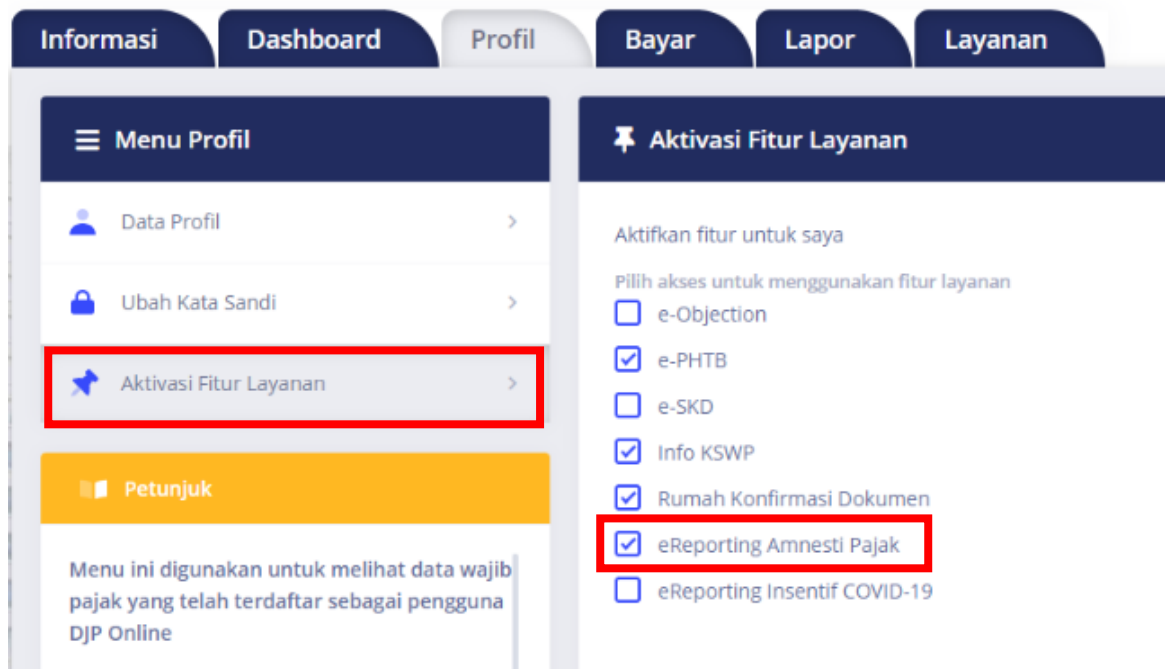 Informasi
Dashboard
Profil
Bayar
Lapor
Layanan
Menu Profil
Data Profil
Ubah Kata Sandi
Aktivasi Fitur Layanan
Petunjuk
Menu ini digunakan untuk melihat data wajib
pajak yang telah terdaftar sebagai pengguna
DJP Online
Aktivasi Fitur Layanan
Aktifkan fitur untuk saya
Pilih akses untuk menggunakan fitur layanan
e-Objection
e-PHTB
e-SKD
Info KSWP
Rumah Konfirmasi Dokumen
eReporting Amnesti Pajak
eReporting Insentif COVID-19